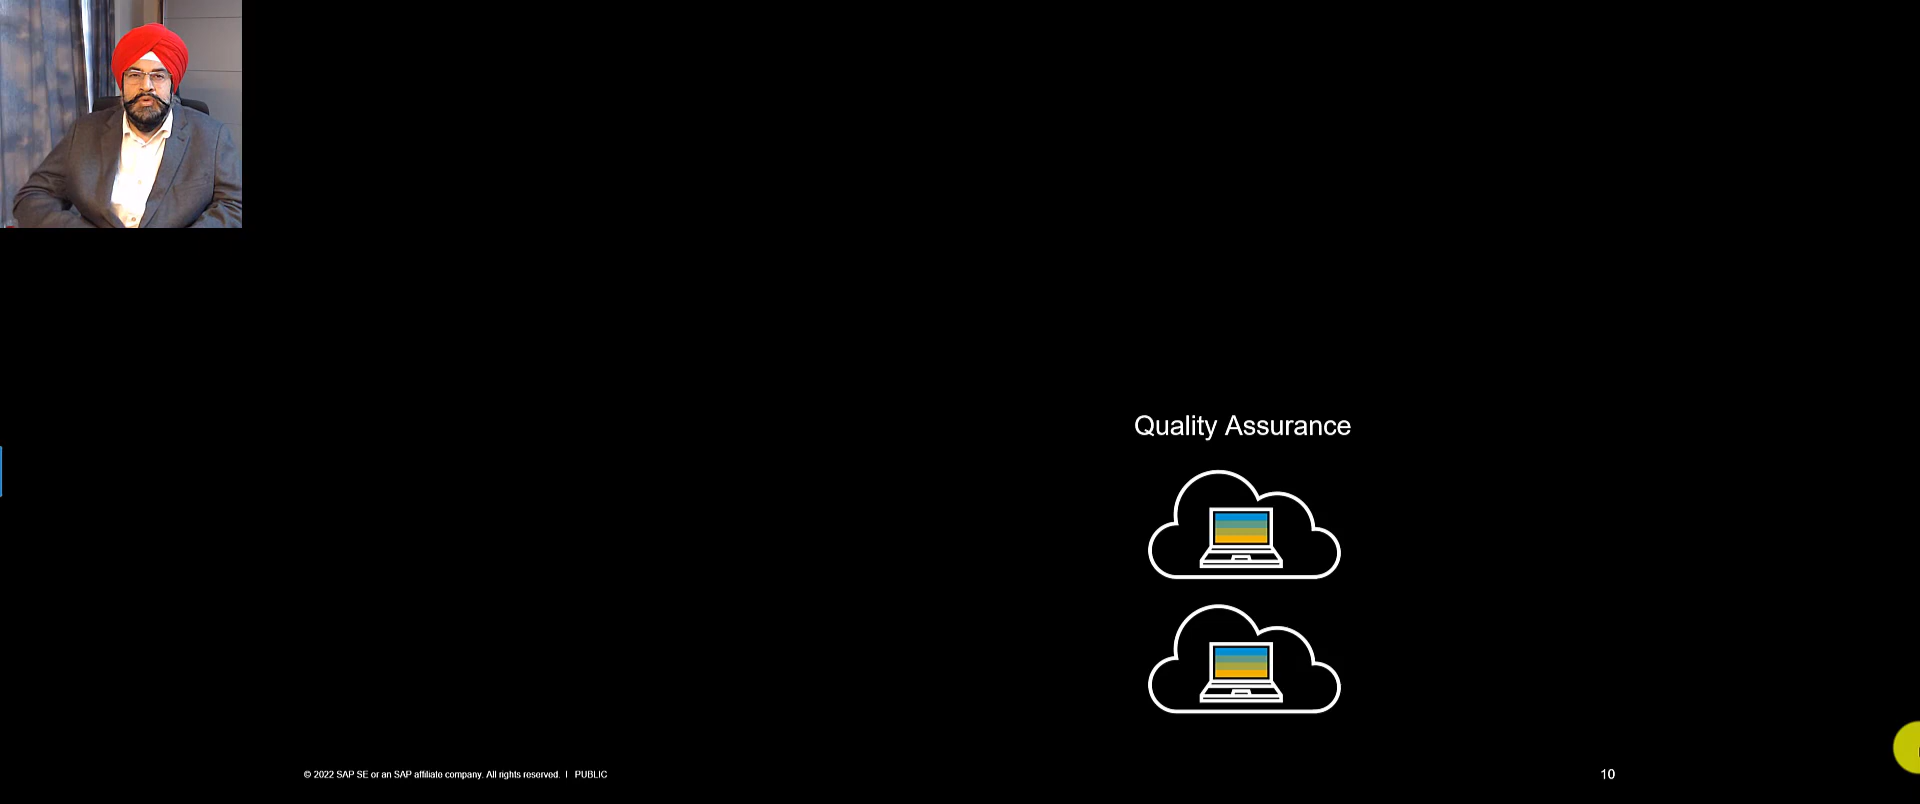 Quality Assurance
© 2022 SAP SE or an SAP affiliate company. All rights reserved. | PUBLIC
10